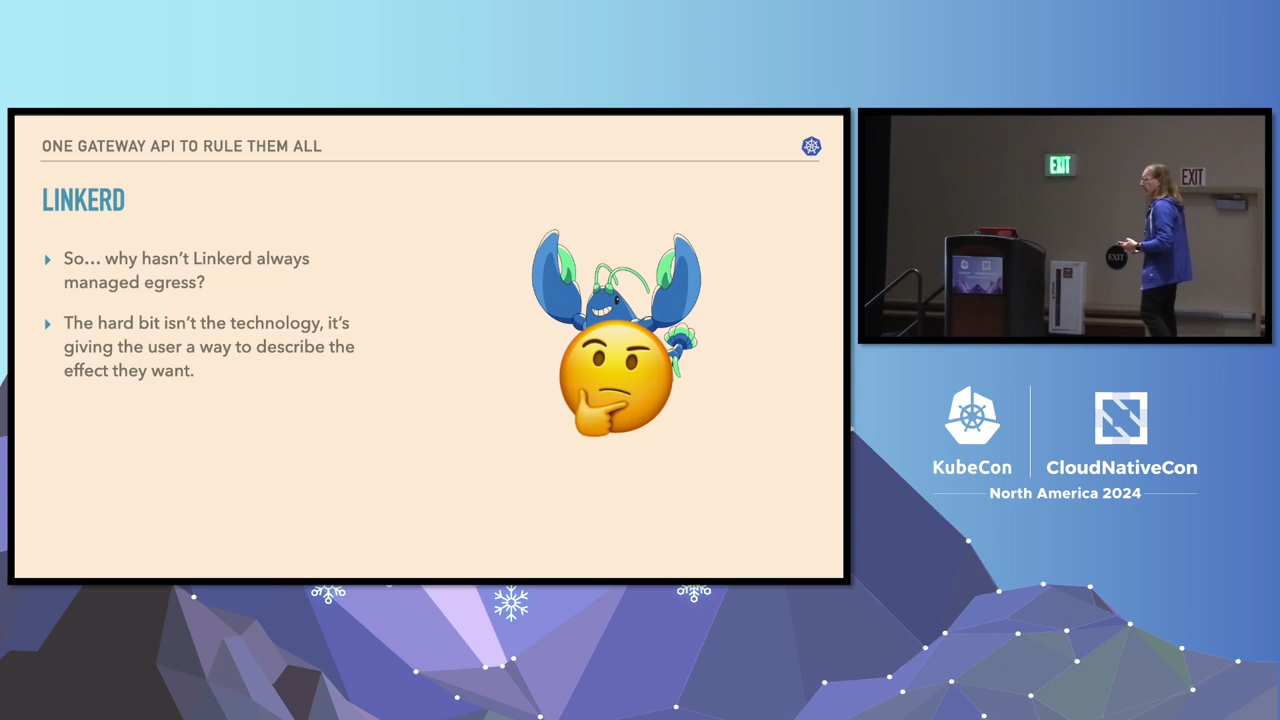 ONE GATEWAY API TO RULE THEM ALL
LINKERD
So... why hasn't Linkerd always
managed egress?
The hard bit isn't the technology, it's
giving the user a way to describe the
effect they want.
EXIT
EXIT
EXIT
KubeCon
CloudNativeCon
North America 2024